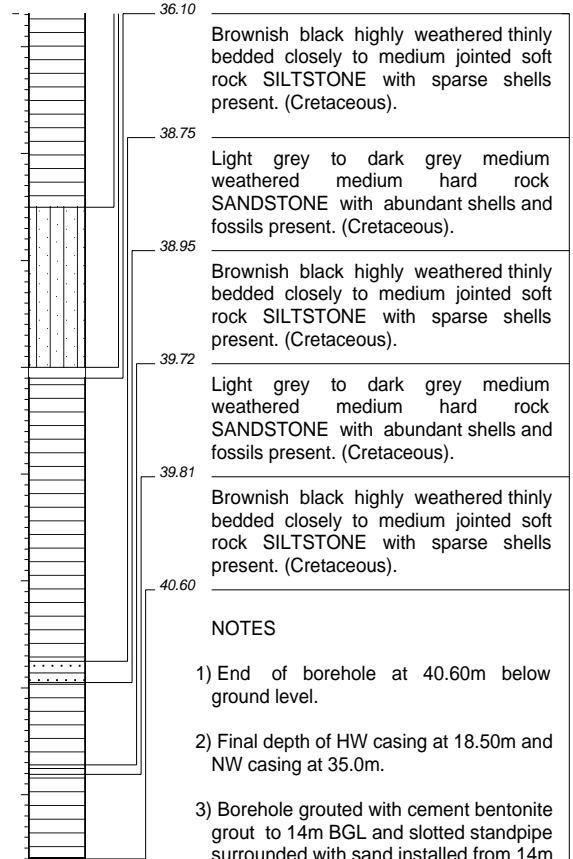 36.10
Brownish black highly weathered thinly
bedded closely to medium jointed soft
rock SILTSTONE with sparse shells
present. (Cretaceous).
38.75
Light grey to dark grey medium
weathered medium hard rock
SANDSTONE with abundant shells and
fossils present. (Cretaceous).
38.95
Brownish black highly weathered thinly
bedded closely to medium jointed soft
rock SILTSTONE with sparse shells
present. (Cretaceous).
39.72
Light grey to dark grey medium
weathered medium hard rock
SANDSTONE with abundant shells and
fossils present. (Cretaceous).
39.81
Brownish black highly weathered thinly
bedded closely to medium jointed soft
rock SILTSTONE with sparse shells
present. (Cretaceous).
40.60
NOTES
1) End of borehole at 40.60m below
ground level.
2) Final depth of HW casing at 18.50m and
NW casing at 35.0m.
3) Borehole grouted with cement bentonite
grout to 14m BGL and slotted standpipe
surrounded with sand installed from 14m